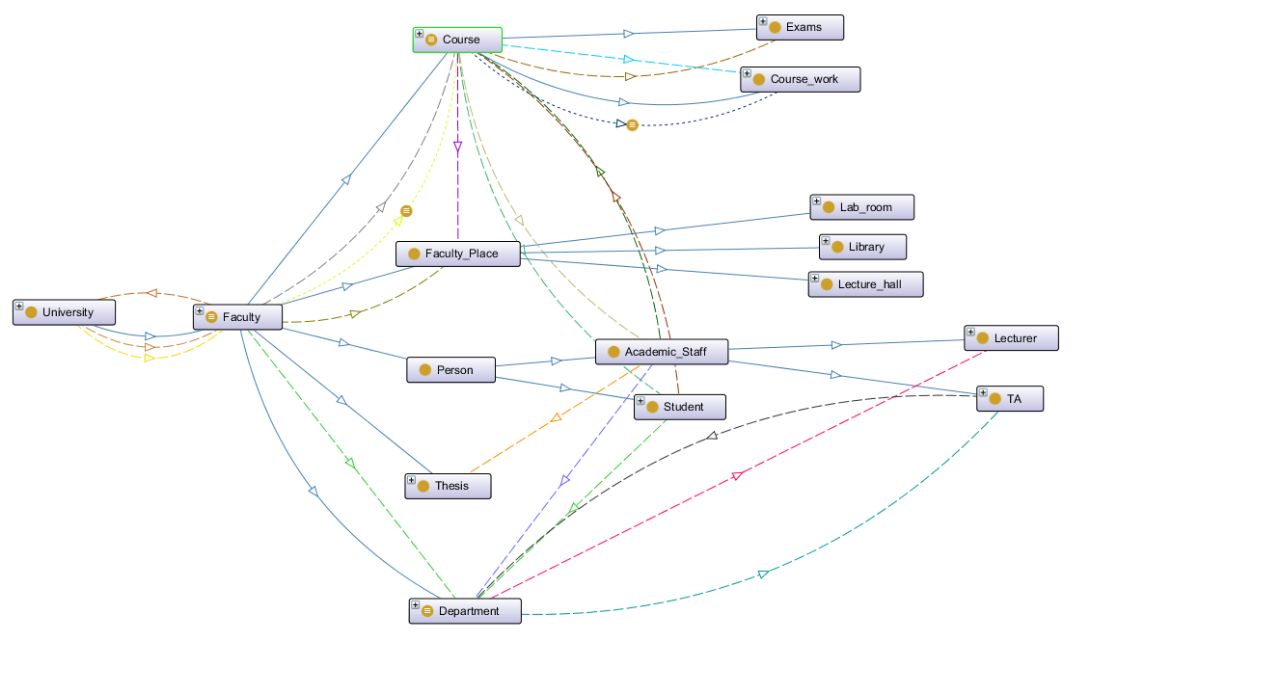 Exams
Course
Course_work
Lab_room
Library
Faculty_Place
Lecture_hall
University
Faculty
Lecturer
Academic_Staff
Person
TA
Student
Thesis
Department